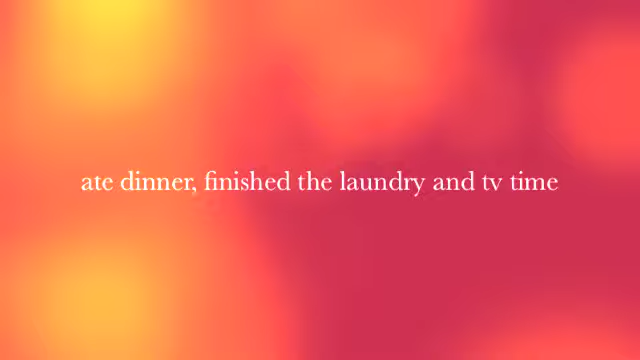 ate dinner, finished the laundry and tv time